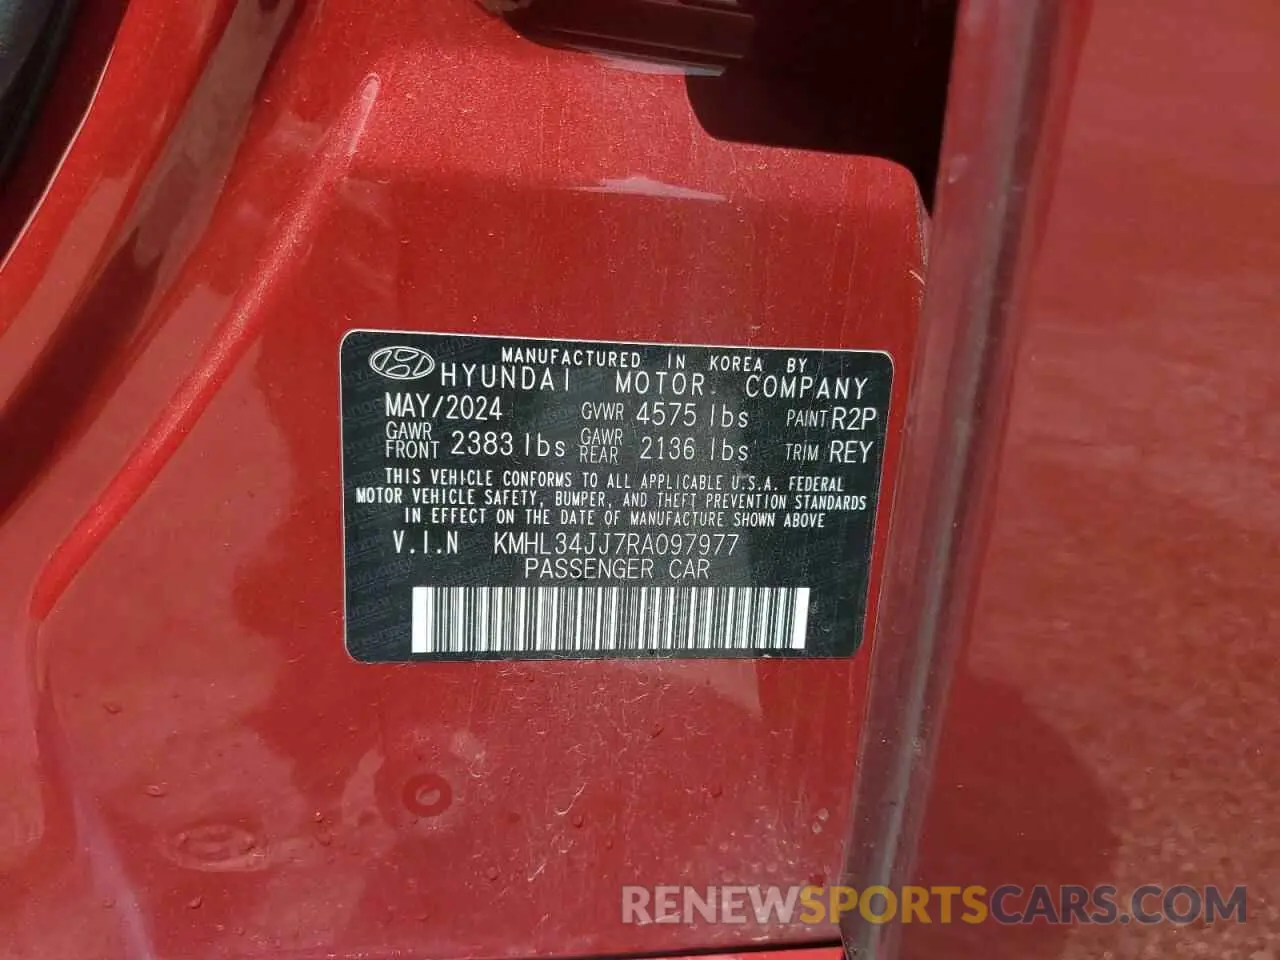 MANUFACTURED IN KOREA BY
HYUNDAI MOTOR COMPANY
MAY/2024 GVWR 4575 lbs PAINT R2P
GAWR FRONT 2383 lbs GAWR REAR 2136 lbs TRIM REY
THIS VEHICLE CONFORMS TO ALL APPLICABLE U.S.A. FEDERAL
MOTOR VEHICLE SAFETY, BUMPER, AND THEFT PREVENTION STANDARDS
IN EFFECT ON THE DATE OF MANUFACTURE SHOWN ABOVE
V.I.N KMHL34JJ7RA097977
PASSENGER CAR
RENEWSPORTSCARS.COM